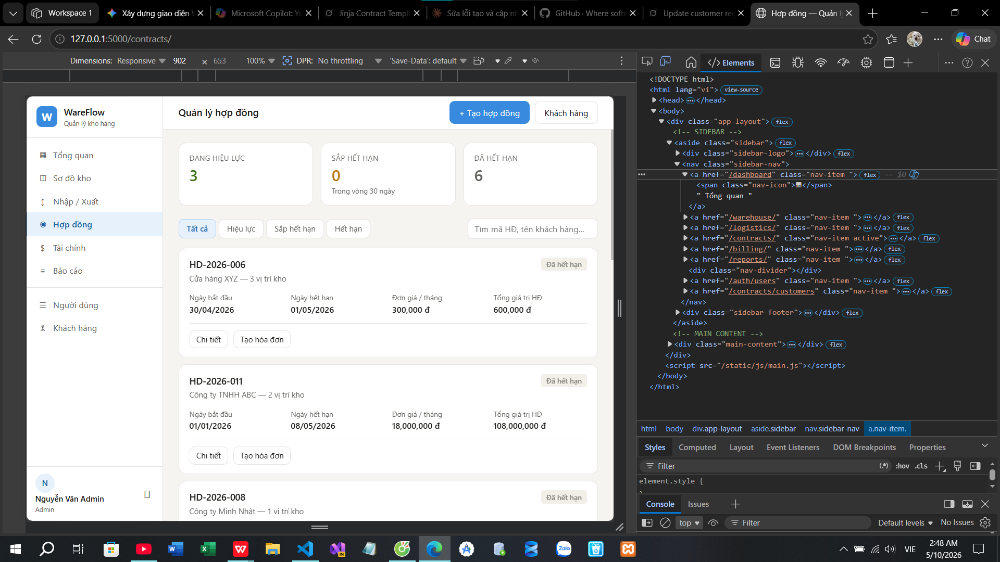 Workspace 1
Xây dựng giao diện
Microsoft Copilot: Yo
Jinja Contract Templ
Sửa lỗi tạo và cập nh
GitHub · Where softw
Update customer reg
Hợp đồng — Quản l
127.0.0.1:5000/contracts/
Chat
Dimensions: Responsive 902 × 653 100% DPR: No throttling 'Save-Data': default
Elements
W
WareFlow
Quản lý kho hàng
Tổng quan
Sơ đồ kho
Nhập / Xuất
Hợp đồng
$ Tài chính
Báo cáo
Người dùng
Khách hàng
N
Nguyễn Văn Admin
Admin
Quản lý hợp đồng
+ Tạo hợp đồng
Khách hàng
ĐANG HIỆU LỰC
3
SẮP HẾT HẠN
0
Trong vòng 30 ngày
ĐÃ HẾT HẠN
6
Tất cả Hiệu lực Sắp hết hạn Hết hạn
Tìm mã HĐ, tên khách hàng...
HD-2026-006 Đã hết hạn
Cửa hàng XYZ — 3 vị trí kho
Ngày bắt đầu Ngày hết hạn Đơn giá / tháng Tổng giá trị HĐ
30/04/2026 01/05/2026 300,000 đ 600,000 đ
Chi tiết Tạo hóa đơn
HD-2026-011 Đã hết hạn
Công ty TNHH ABC — 2 vị trí kho
Ngày bắt đầu Ngày hết hạn Đơn giá / tháng Tổng giá trị HĐ
01/01/2026 08/05/2026 18,000,000 đ 108,000,000 đ
Chi tiết Tạo hóa đơn
HD-2026-008 Đã hết hạn
Công ty Minh Nhật — 1 vị trí kho
<!DOCTYPE html>
<html lang="vi"> view-source
<head> ••• </head>
<body>
<div class="app-layout"> flex
<!-- SIDEBAR -->
<aside class="sidebar"> flex
<div class="sidebar-logo"> ••• </div> flex
<nav class="sidebar-nav">
<a href="/dashboard" class="nav-item "> flex == $0
<span class="nav-icon">▦</span>
" Tổng quan "
</a>
<a href="/warehouse/" class="nav-item "> ••• </a> flex
<a href="/logistics/" class="nav-item "> ••• </a> flex
<a href="/contracts/" class="nav-item active"> ••• </a> flex
<a href="/billing/" class="nav-item "> ••• </a> flex
<a href="/reports/" class="nav-item "> ••• </a> flex
<div class="nav-divider"></div>
<a href="/auth/users" class="nav-item "> ••• </a> flex
<a href="/contracts/customers" class="nav-item "> ••• </a> flex
</nav>
<div class="sidebar-footer"> ••• </div> flex
</aside>
<!-- MAIN CONTENT -->
<div class="main-content"> ••• </div> flex
</div>
<script src="/static/js/main.js"></script>
</body>
</html>
html body div.app-layout aside.sidebar nav.sidebar-nav a.nav-item.
Styles Computed Layout Event Listeners DOM Breakpoints Properties
Filter (.*) :hov .cls
element.style {
Console Issues
top Filter Default levels No Issues
VIE
2:48 AM
5/10/2026